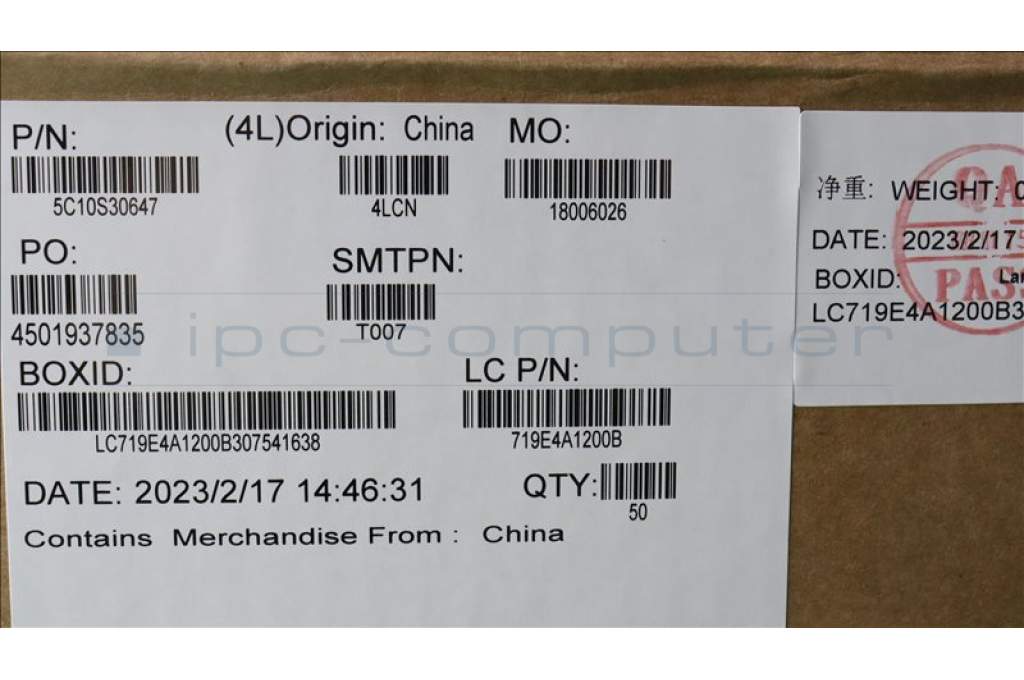 P/N:
(4L)Origin: China
MO:
5C10S30647
4LCN
18006026
PO:
SMTPN:
4501937835
T007
BOXID:
LC P/N:
LC719E4A1200B307541638
719E4A1200B
DATE: 2023/2/17 14:46:31
QTY:
50
Contains Merchandise From : China
净重: WEIGHT:
DATE: 2023/2/17
BOXID:
LC719E4A1200B3
QA
PASS
ipc-computer